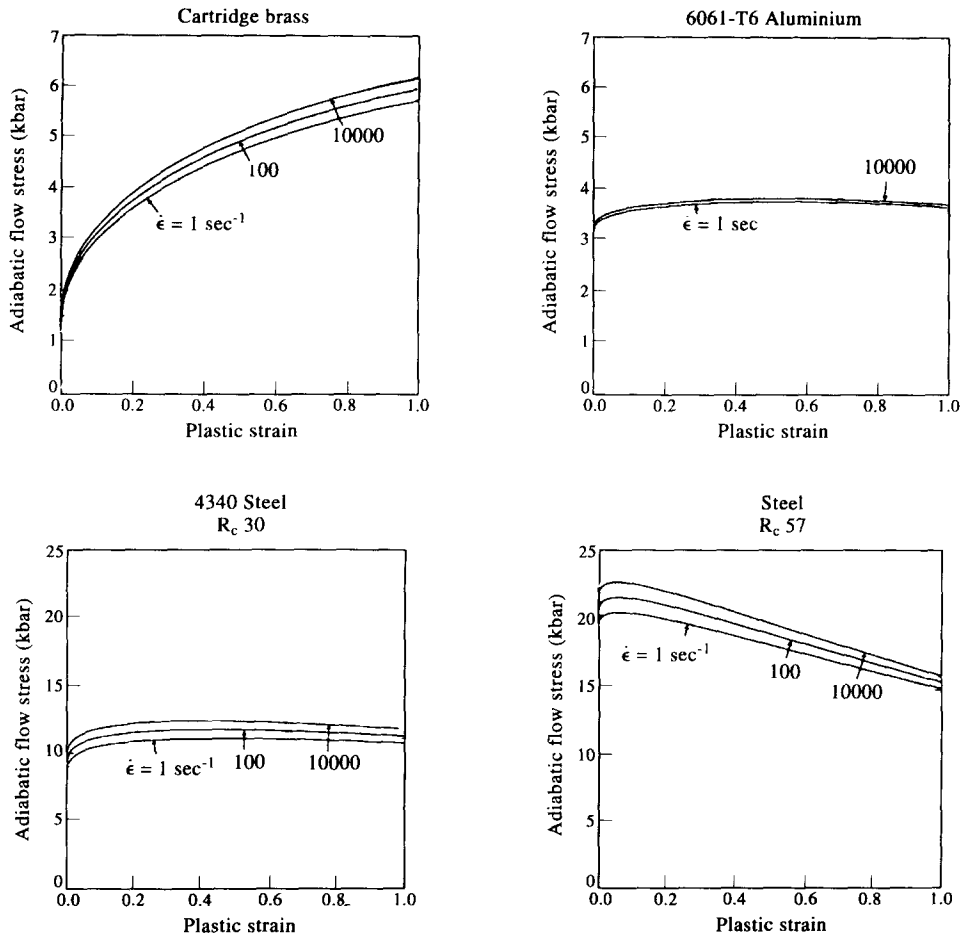 Cartridge brass
Adiabatic flow stress (kbar)
7
6
5
4
3
2
1
0
10000
100
ε̇ = 1 sec⁻¹
0.0 0.2 0.4 0.6 0.8 1.0
Plastic strain
6061-T6 Aluminium
Adiabatic flow stress (kbar)
7
6
5
4
3
2
1
0
10000
ε̇ = 1 sec
0.0 0.2 0.4 0.6 0.8 1.0
Plastic strain
4340 Steel
R_c 30
Adiabatic flow stress (kbar)
25
20
15
10
5
0
ε̇ = 1 sec⁻¹ 100 10000
0.0 0.2 0.4 0.6 0.8 1.0
Plastic strain
Steel
R_c 57
Adiabatic flow stress (kbar)
25
20
15
10
5
0
ε̇ = 1 sec⁻¹
100
10000
0.0 0.2 0.4 0.6 0.8 1.0
Plastic strain